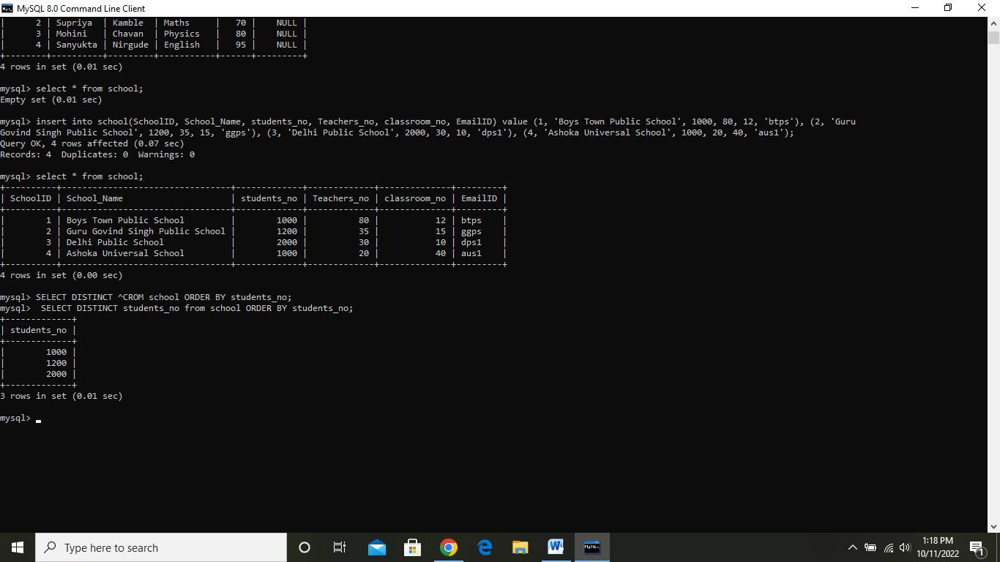 MySQL 8.0 Command Line Client
|      2 | Supriya  | Kamble  | Maths     |   70 |    NULL |
|      3 | Mohini   | Chavan  | Physics   |   80 |    NULL |
|      4 | Sanyukta | Nirgude | English   |   95 |    NULL |
+--------+----------+---------+-----------+------+---------+
4 rows in set (0.01 sec)
mysql> select * from school;
Empty set (0.01 sec)
mysql> insert into school(SchoolID, School_Name, students_no, Teachers_no, classroom_no, EmailID) value (1, 'Boys Town Public School', 1000, 80, 12, 'btps'), (2, 'Guru
Govind Singh Public School', 1200, 35, 15, 'ggps'), (3, 'Delhi Public School', 2000, 30, 10, 'dps1'), (4, 'Ashoka Universal School', 1000, 20, 40, 'aus1');
Query OK, 4 rows affected (0.07 sec)
Records: 4  Duplicates: 0  Warnings: 0
mysql> select * from school;
+----------+---------------------------------+-------------+-------------+--------------+---------+
| SchoolID | School_Name                     | students_no | Teachers_no | classroom_no | EmailID |
+----------+---------------------------------+-------------+-------------+--------------+---------+
|        1 | Boys Town Public School         |        1000 |          80 |           12 | btps    |
|        2 | Guru Govind Singh Public School |        1200 |          35 |           15 | ggps    |
|        3 | Delhi Public School             |        2000 |          30 |           10 | dps1    |
|        4 | Ashoka Universal School         |        1000 |          20 |           40 | aus1    |
+----------+---------------------------------+-------------+-------------+--------------+---------+
4 rows in set (0.00 sec)
mysql> SELECT DISTINCT ^CROM school ORDER BY students_no;
mysql>  SELECT DISTINCT students_no from school ORDER BY students_no;
+-------------+
| students_no |
+-------------+
|        1000 |
|        1200 |
|        2000 |
+-------------+
3 rows in set (0.01 sec)
mysql>
Type here to search
W
MySQL
1:18 PM
10/11/2022
1